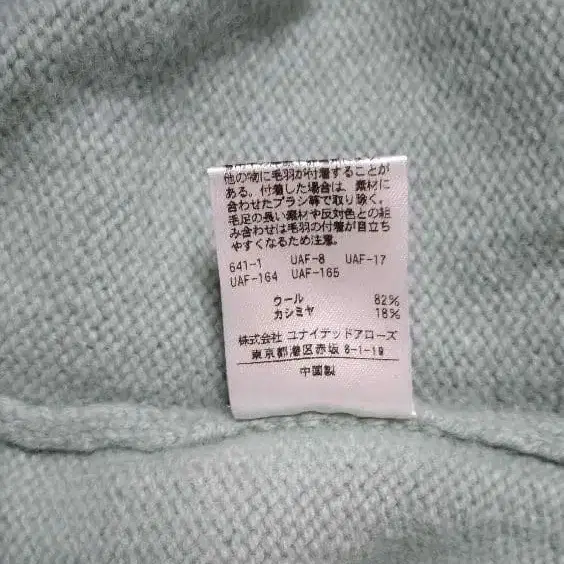 他の物に毛羽が付着することが
ある。付着した場合は、素材に
合わせたブラシ等で取り除く。
毛足の長い素材や反対色との組
み合わせは毛羽の付着が目立ち
やすくなるため注意。
641-1 UAF-8 UAF-17
UAF-164 UAF-165
ウール 82%
カシミヤ 18%
株式会社 ユナイテッドアローズ
東京都港区赤坂 8-1-19
中国製